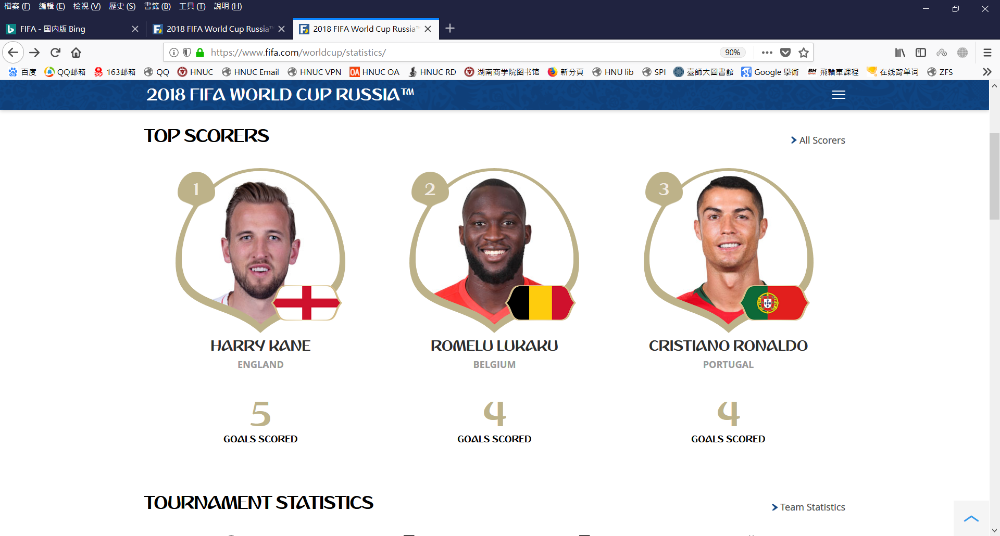 檔案 (F) 編輯 (E) 檢視 (V) 歷史 (S) 書籤 (B) 工具 (T) 說明 (H)
FIFA - 国内版 Bing 2018 FIFA World Cup Russia™ 2018 FIFA World Cup Russia™
https://www.fifa.com/worldcup/statistics/ 90%
百度 QQ邮箱 163邮箱 QQ HNUC HNUC Email HNUC VPN OA HNUC OA HNUC RD 湖南商学院图书馆 新分頁 HNU lib SPI 臺師大圖書館 Google 學術 BH 飛輪車課程 在线背单词 ZFS
2018 FIFA WORLD CUP RUSSIA™
TOP SCORERS
All Scorers
1 2 3
HARRY KANE ROMELU LUKAKU CRISTIANO RONALDO
ENGLAND BELGIUM PORTUGAL
5 4 4
GOALS SCORED GOALS SCORED GOALS SCORED
TOURNAMENT STATISTICS
Team Statistics